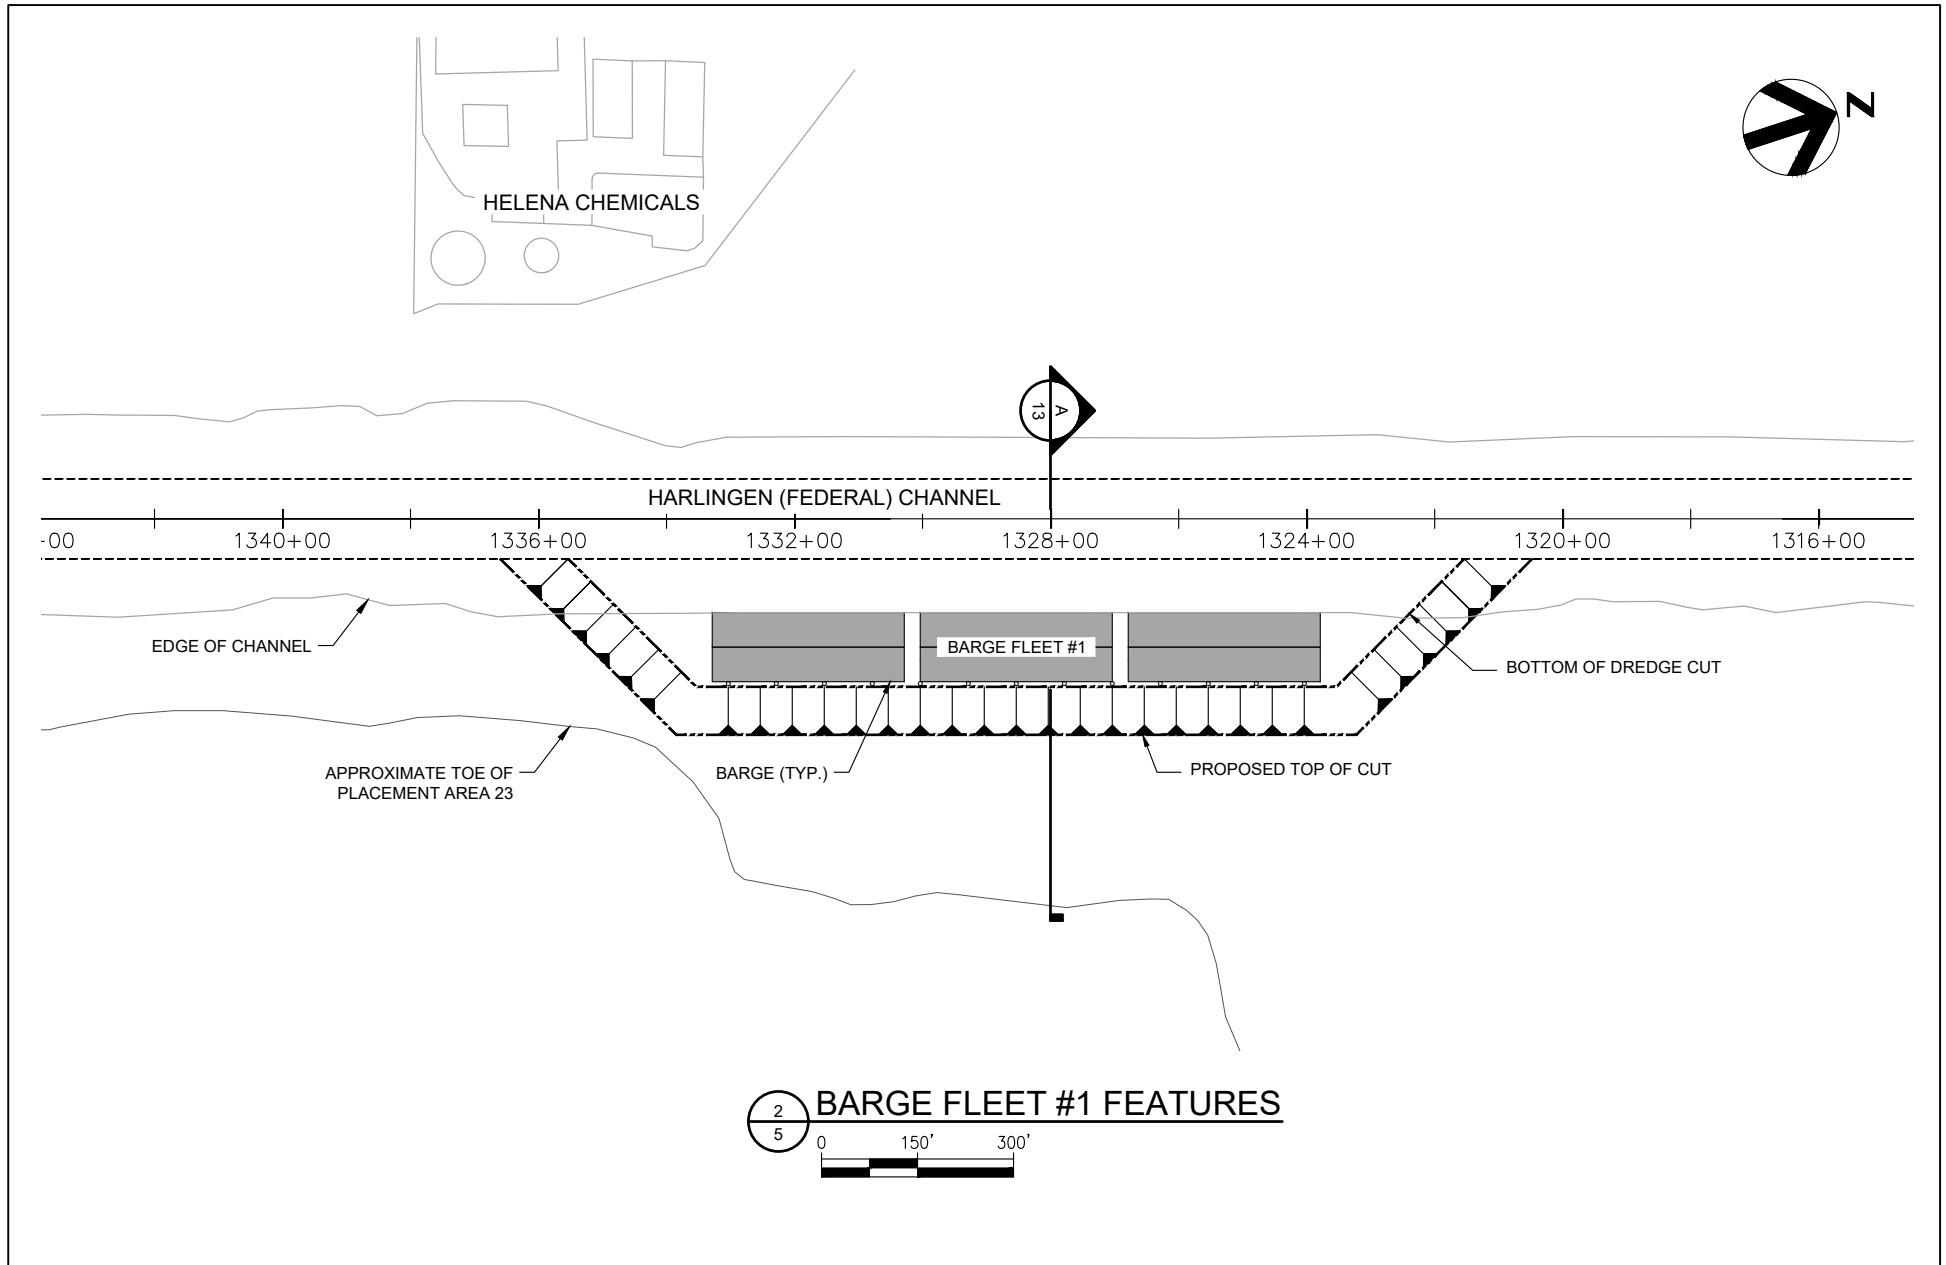 N
HELENA CHEMICALS
A
13
HARLINGEN (FEDERAL) CHANNEL
-00
1340+00
1336+00
1332+00
1328+00
1324+00
1320+00
1316+00
EDGE OF CHANNEL
BARGE FLEET #1
BOTTOM OF DREDGE CUT
APPROXIMATE TOE OF
PLACEMENT AREA 23
BARGE (TYP.)
PROPOSED TOP OF CUT
2
5
BARGE FLEET #1 FEATURES
0
150'
300'